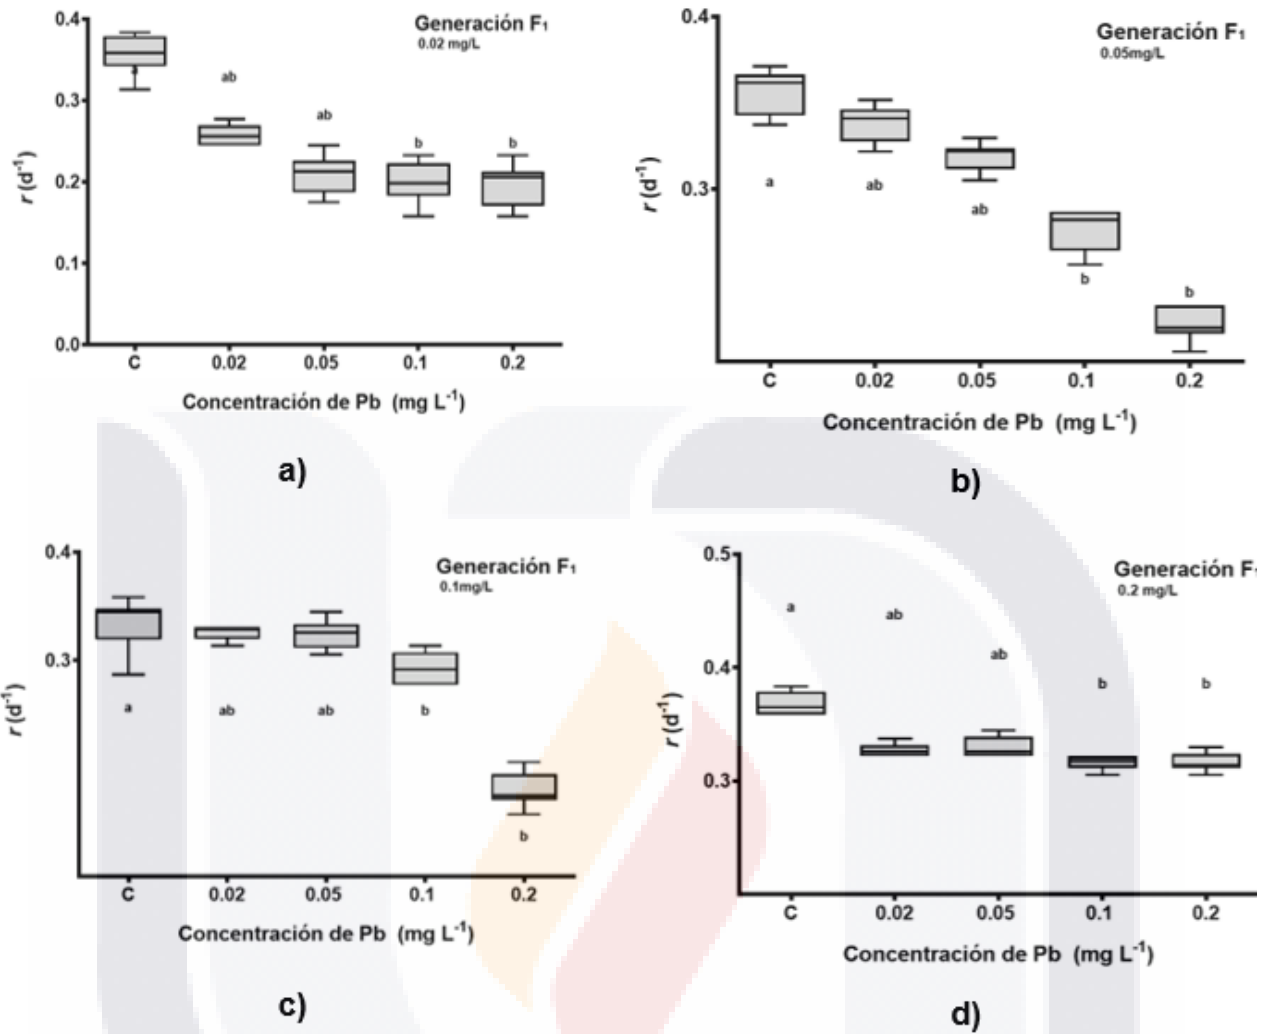 Generación F₁
0.02 mg/L
0.4
0.3
0.2
0.1
0.0
r (d⁻¹)
a
ab
ab
b
b
C 0.02 0.05 0.1 0.2
Concentración de Pb (mg L⁻¹)
a)
Generación F₁
0.05mg/L
0.4
0.3
r (d⁻¹)
a
ab
ab
b
b
C 0.02 0.05 0.1 0.2
Concentración de Pb (mg L⁻¹)
b)
Generación F₁
0.1mg/L
0.4
0.3
r (d⁻¹)
a
ab
ab
b
b
C 0.02 0.05 0.1 0.2
Concentración de Pb (mg L⁻¹)
c)
Generación F₁
0.2 mg/L
0.5
0.4
0.3
r (d⁻¹)
a
ab
ab
b
b
C 0.02 0.05 0.1 0.2
Concentración de Pb (mg L⁻¹)
d)